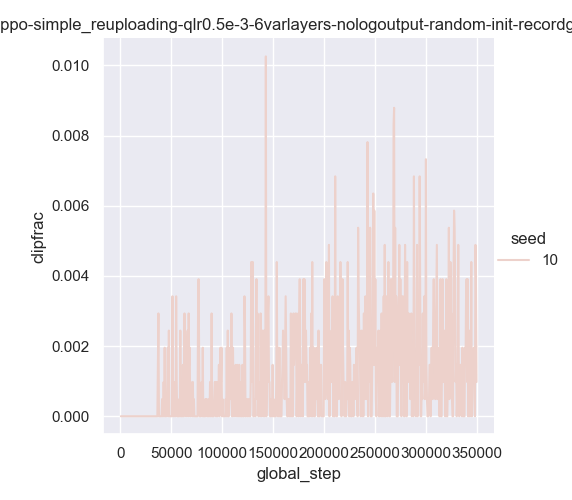 ppo-simple_reuploading-qlr0.5e-3-6varlayers-nologoutput-random-init-recordg
0.010
0.008
0.006
0.004
0.002
0.000
dipfrac
seed
10
0 50000 100000 150000 200000 250000 300000 350000
global_step